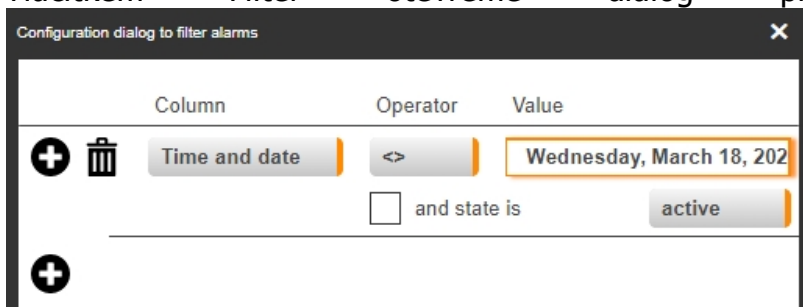 Configuration dialog to filter alarms
Column Operator Value
Time and date <> Wednesday, March 18, 202
and state is active